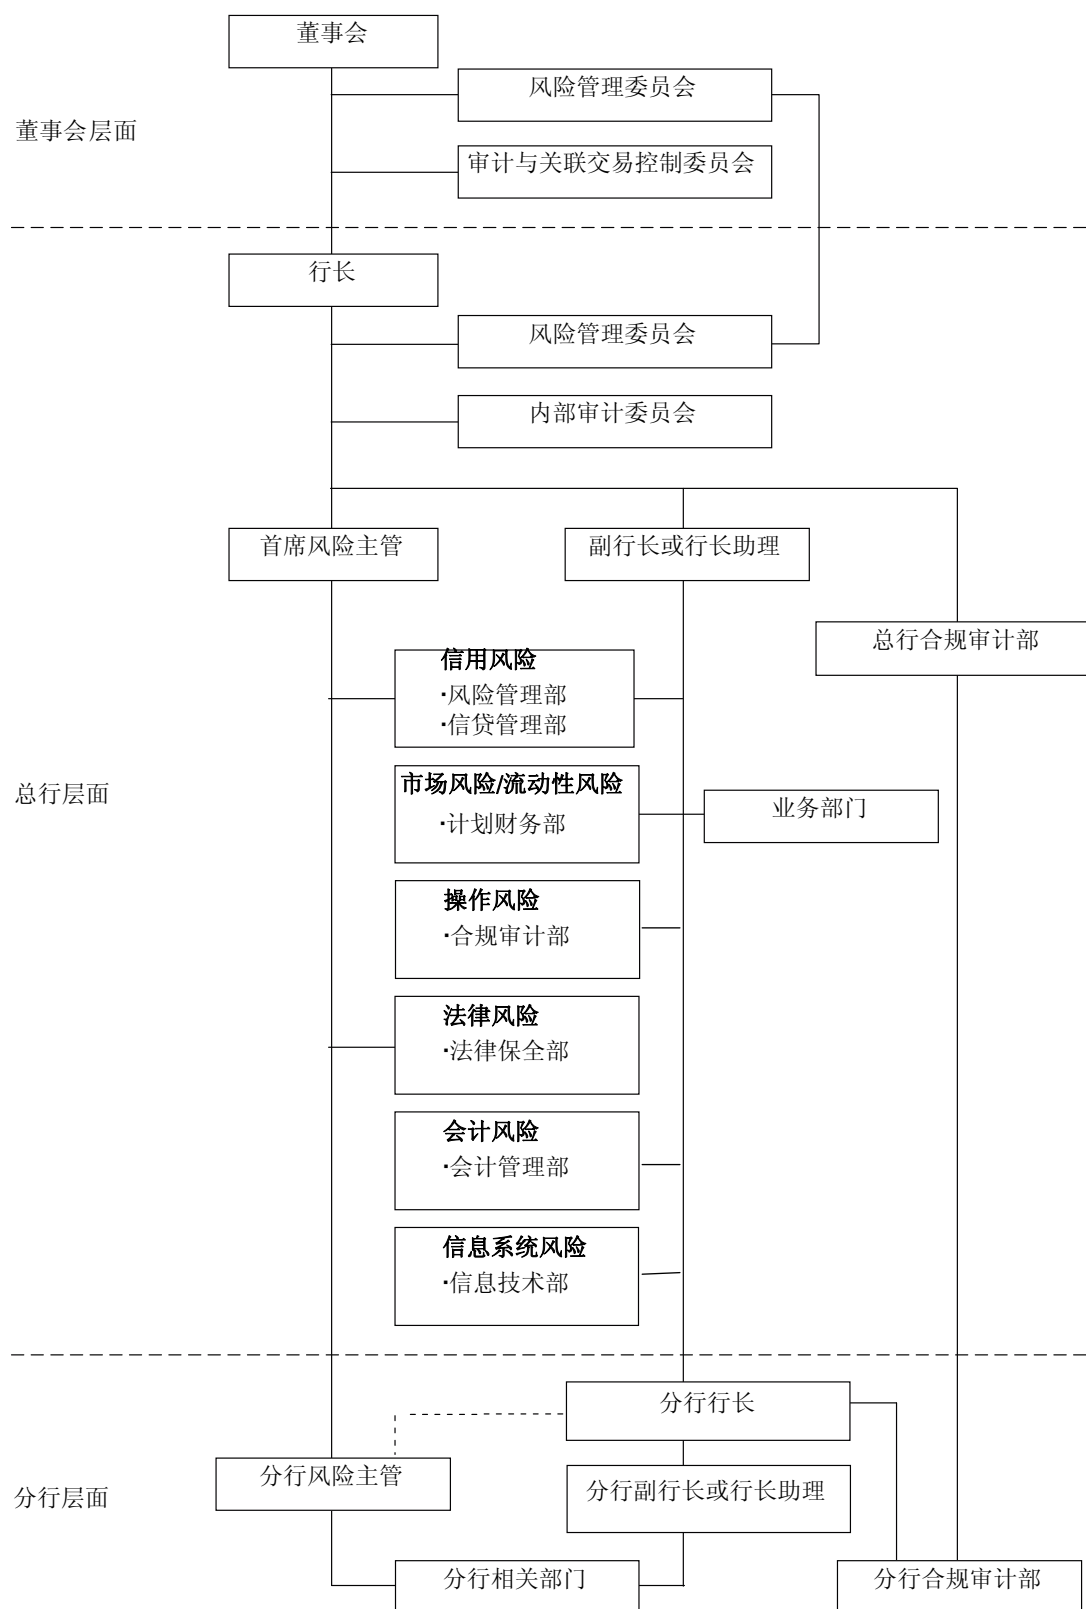 董事会
风险管理委员会
董事会层面
审计与关联交易控制委员会
行长
风险管理委员会
内部审计委员会
首席风险主管
副行长或行长助理
总行合规审计部
信用风险
·风险管理部
·信贷管理部
总行层面
市场风险/流动性风险
·计划财务部
业务部门
操作风险
·合规审计部
法律风险
·法律保全部
会计风险
·会计管理部
信息系统风险
·信息技术部
分行行长
分行风险主管
分行层面
分行副行长或行长助理
分行相关部门
分行合规审计部